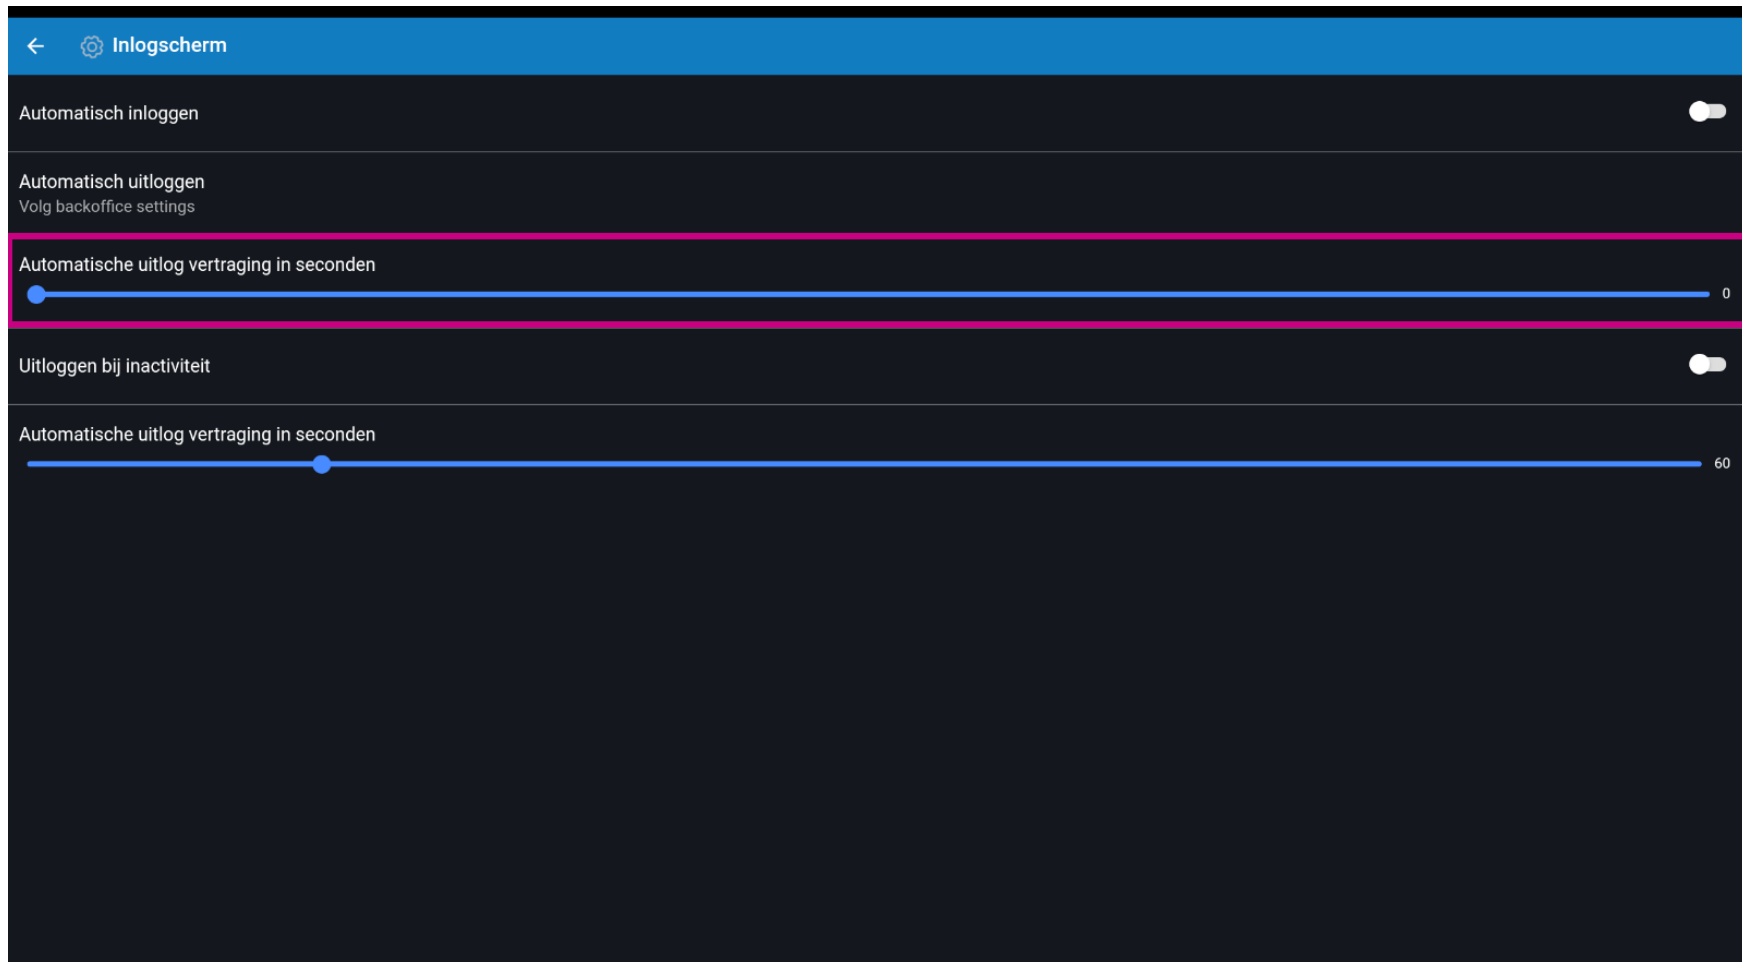 Inlogscherm
Automatisch inloggen
Automatisch uitloggen
Volg backoffice settings
Automatische uitlog vertraging in seconden
0
Uitloggen bij inactiviteit
Automatische uitlog vertraging in seconden
60